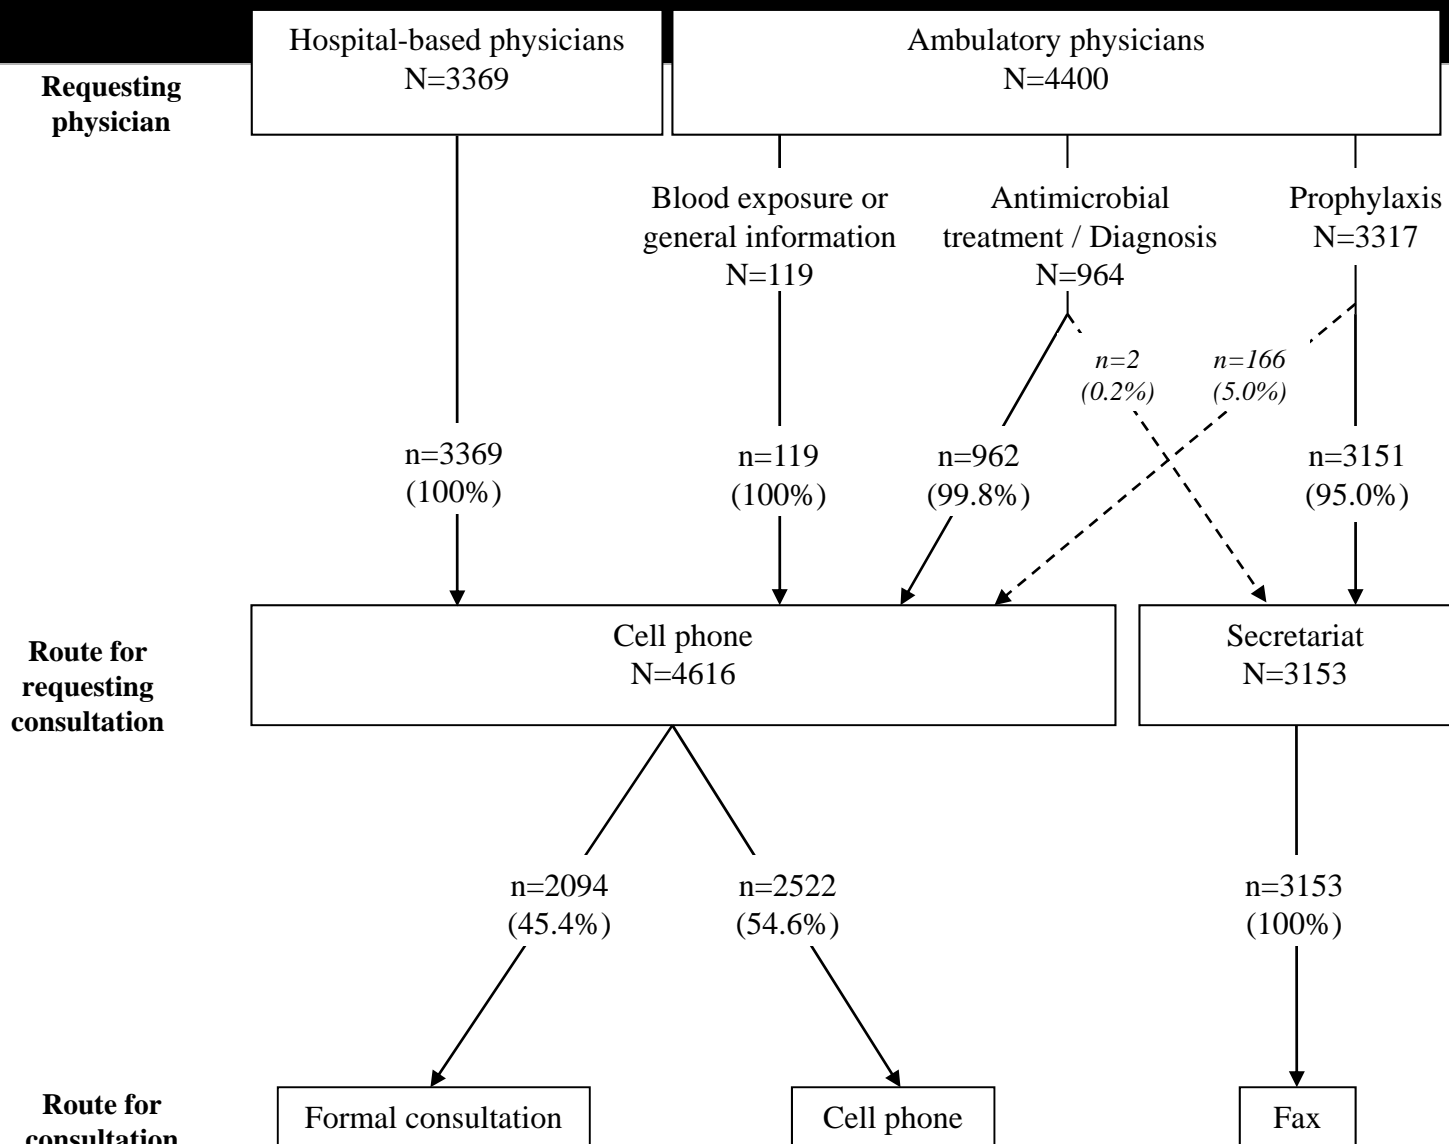 Hospital-based physicians
N=3369
Ambulatory physicians
N=4400
Requesting
physician
Blood exposure or
general information
N=119
Antimicrobial
treatment / Diagnosis
N=964
Prophylaxis
N=3317
n=2
(0.2%)
n=166
(5.0%)
n=3369
(100%)
n=119
(100%)
n=962
(99.8%)
n=3151
(95.0%)
Route for
requesting
consultation
Cell phone
N=4616
Secretariat
N=3153
n=2094
(45.4%)
n=2522
(54.6%)
n=3153
(100%)
Route for
consultation
Formal consultation
Cell phone
Fax